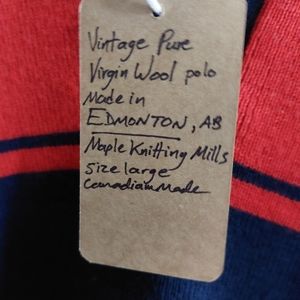 Vintage Pure
Virgin Wool polo
Made in
EDMONTON, AB
Maple Knitting Mills
Size large
Canadian Made